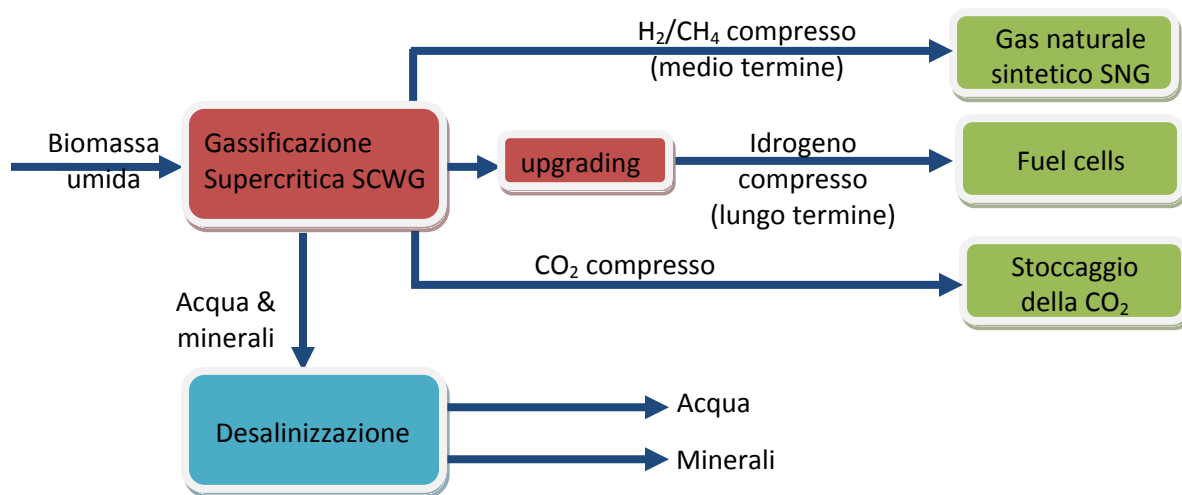 H₂/CH₄ compresso
(medio termine)
Gas naturale
sintetico SNG
Biomassa
umida
Gassificazione
Supercritica SCWG
upgrading
Idrogeno
compresso
(lungo termine)
Fuel cells
CO₂ compresso
Stoccaggio
della CO₂
Acqua &
minerali
Desalinizzazione
Acqua
Minerali